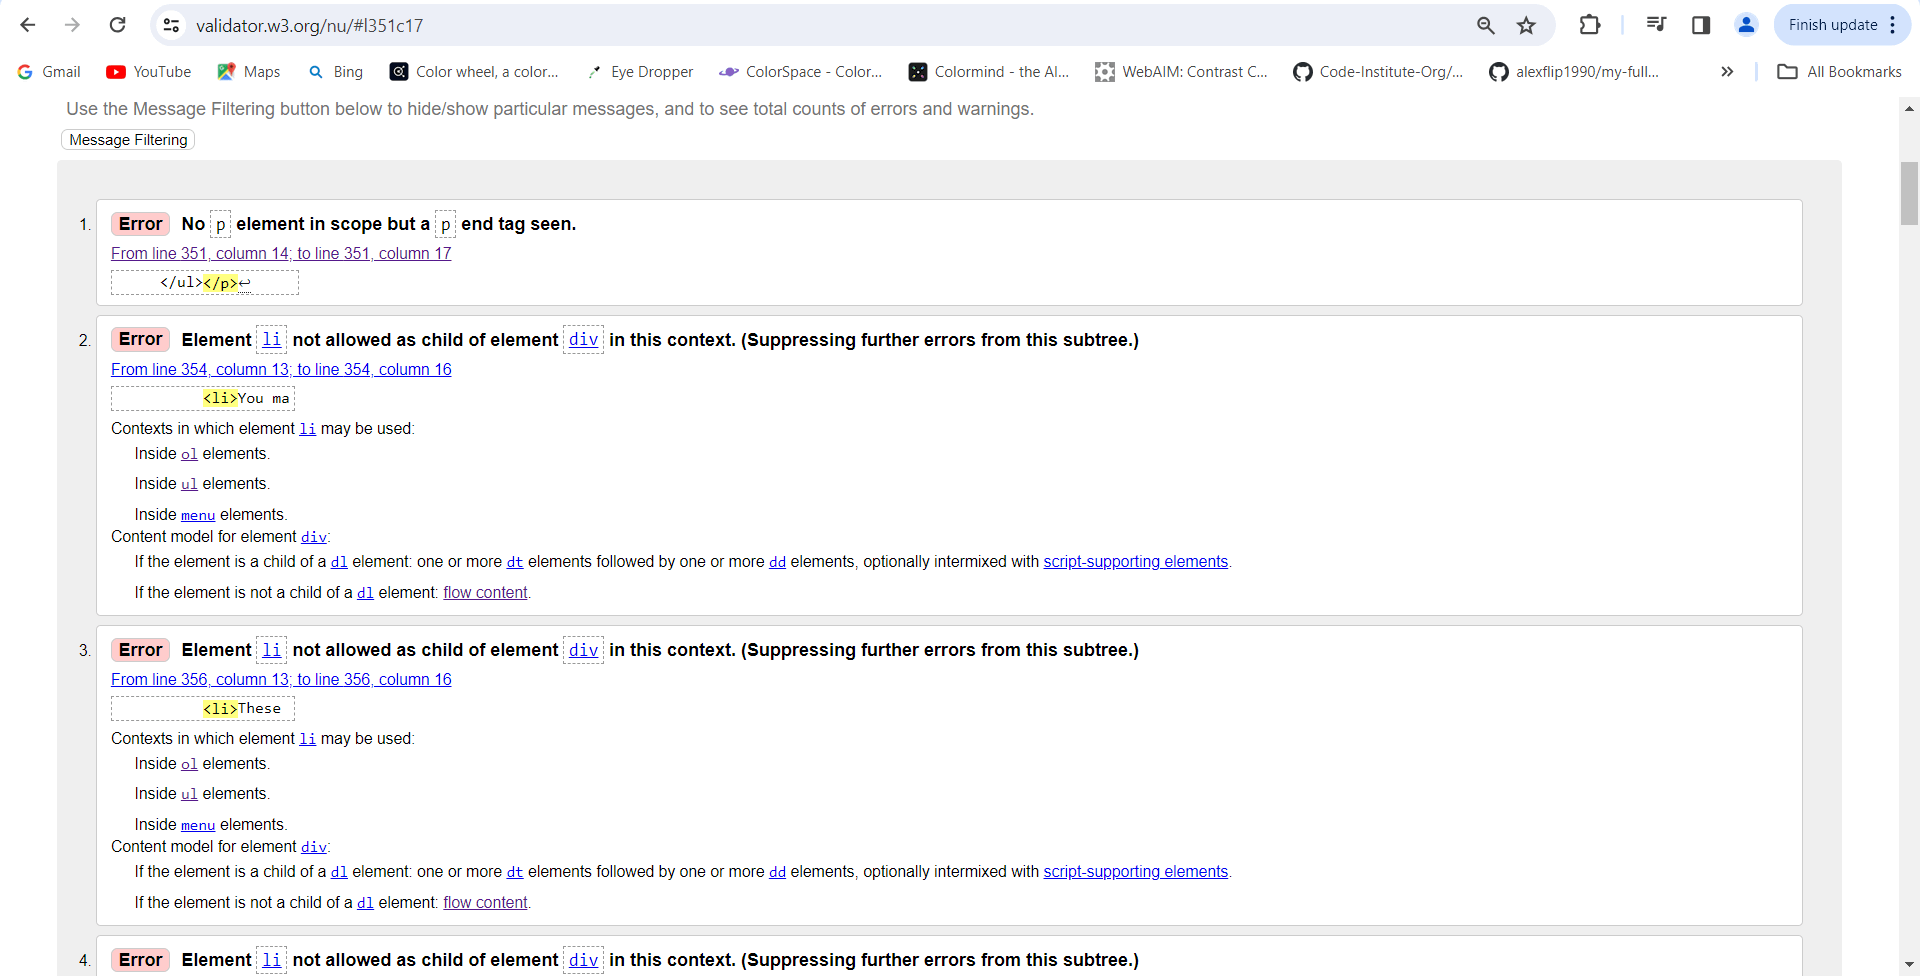 validator.w3.org/nu/#l351c17
Finish update
Gmail
YouTube
Maps
Bing
Color wheel, a color...
Eye Dropper
ColorSpace - Color...
Colormind - the AI...
WebAIM: Contrast C...
Code-Institute-Org/...
alexflip1990/my-full...
All Bookmarks
Use the Message Filtering button below to hide/show particular messages, and to see total counts of errors and warnings.
Message Filtering
1. Error No p element in scope but a p end tag seen.
From line 351, column 14; to line 351, column 17
</ul></p>↩
2. Error Element li not allowed as child of element div in this context. (Suppressing further errors from this subtree.)
From line 354, column 13; to line 354, column 16
<li>You ma
Contexts in which element li may be used:
Inside ol elements.
Inside ul elements.
Inside menu elements.
Content model for element div:
If the element is a child of a dl element: one or more dt elements followed by one or more dd elements, optionally intermixed with script-supporting elements.
If the element is not a child of a dl element: flow content.
3. Error Element li not allowed as child of element div in this context. (Suppressing further errors from this subtree.)
From line 356, column 13; to line 356, column 16
<li>These
Contexts in which element li may be used:
Inside ol elements.
Inside ul elements.
Inside menu elements.
Content model for element div:
If the element is a child of a dl element: one or more dt elements followed by one or more dd elements, optionally intermixed with script-supporting elements.
If the element is not a child of a dl element: flow content.
4. Error Element li not allowed as child of element div in this context. (Suppressing further errors from this subtree.)